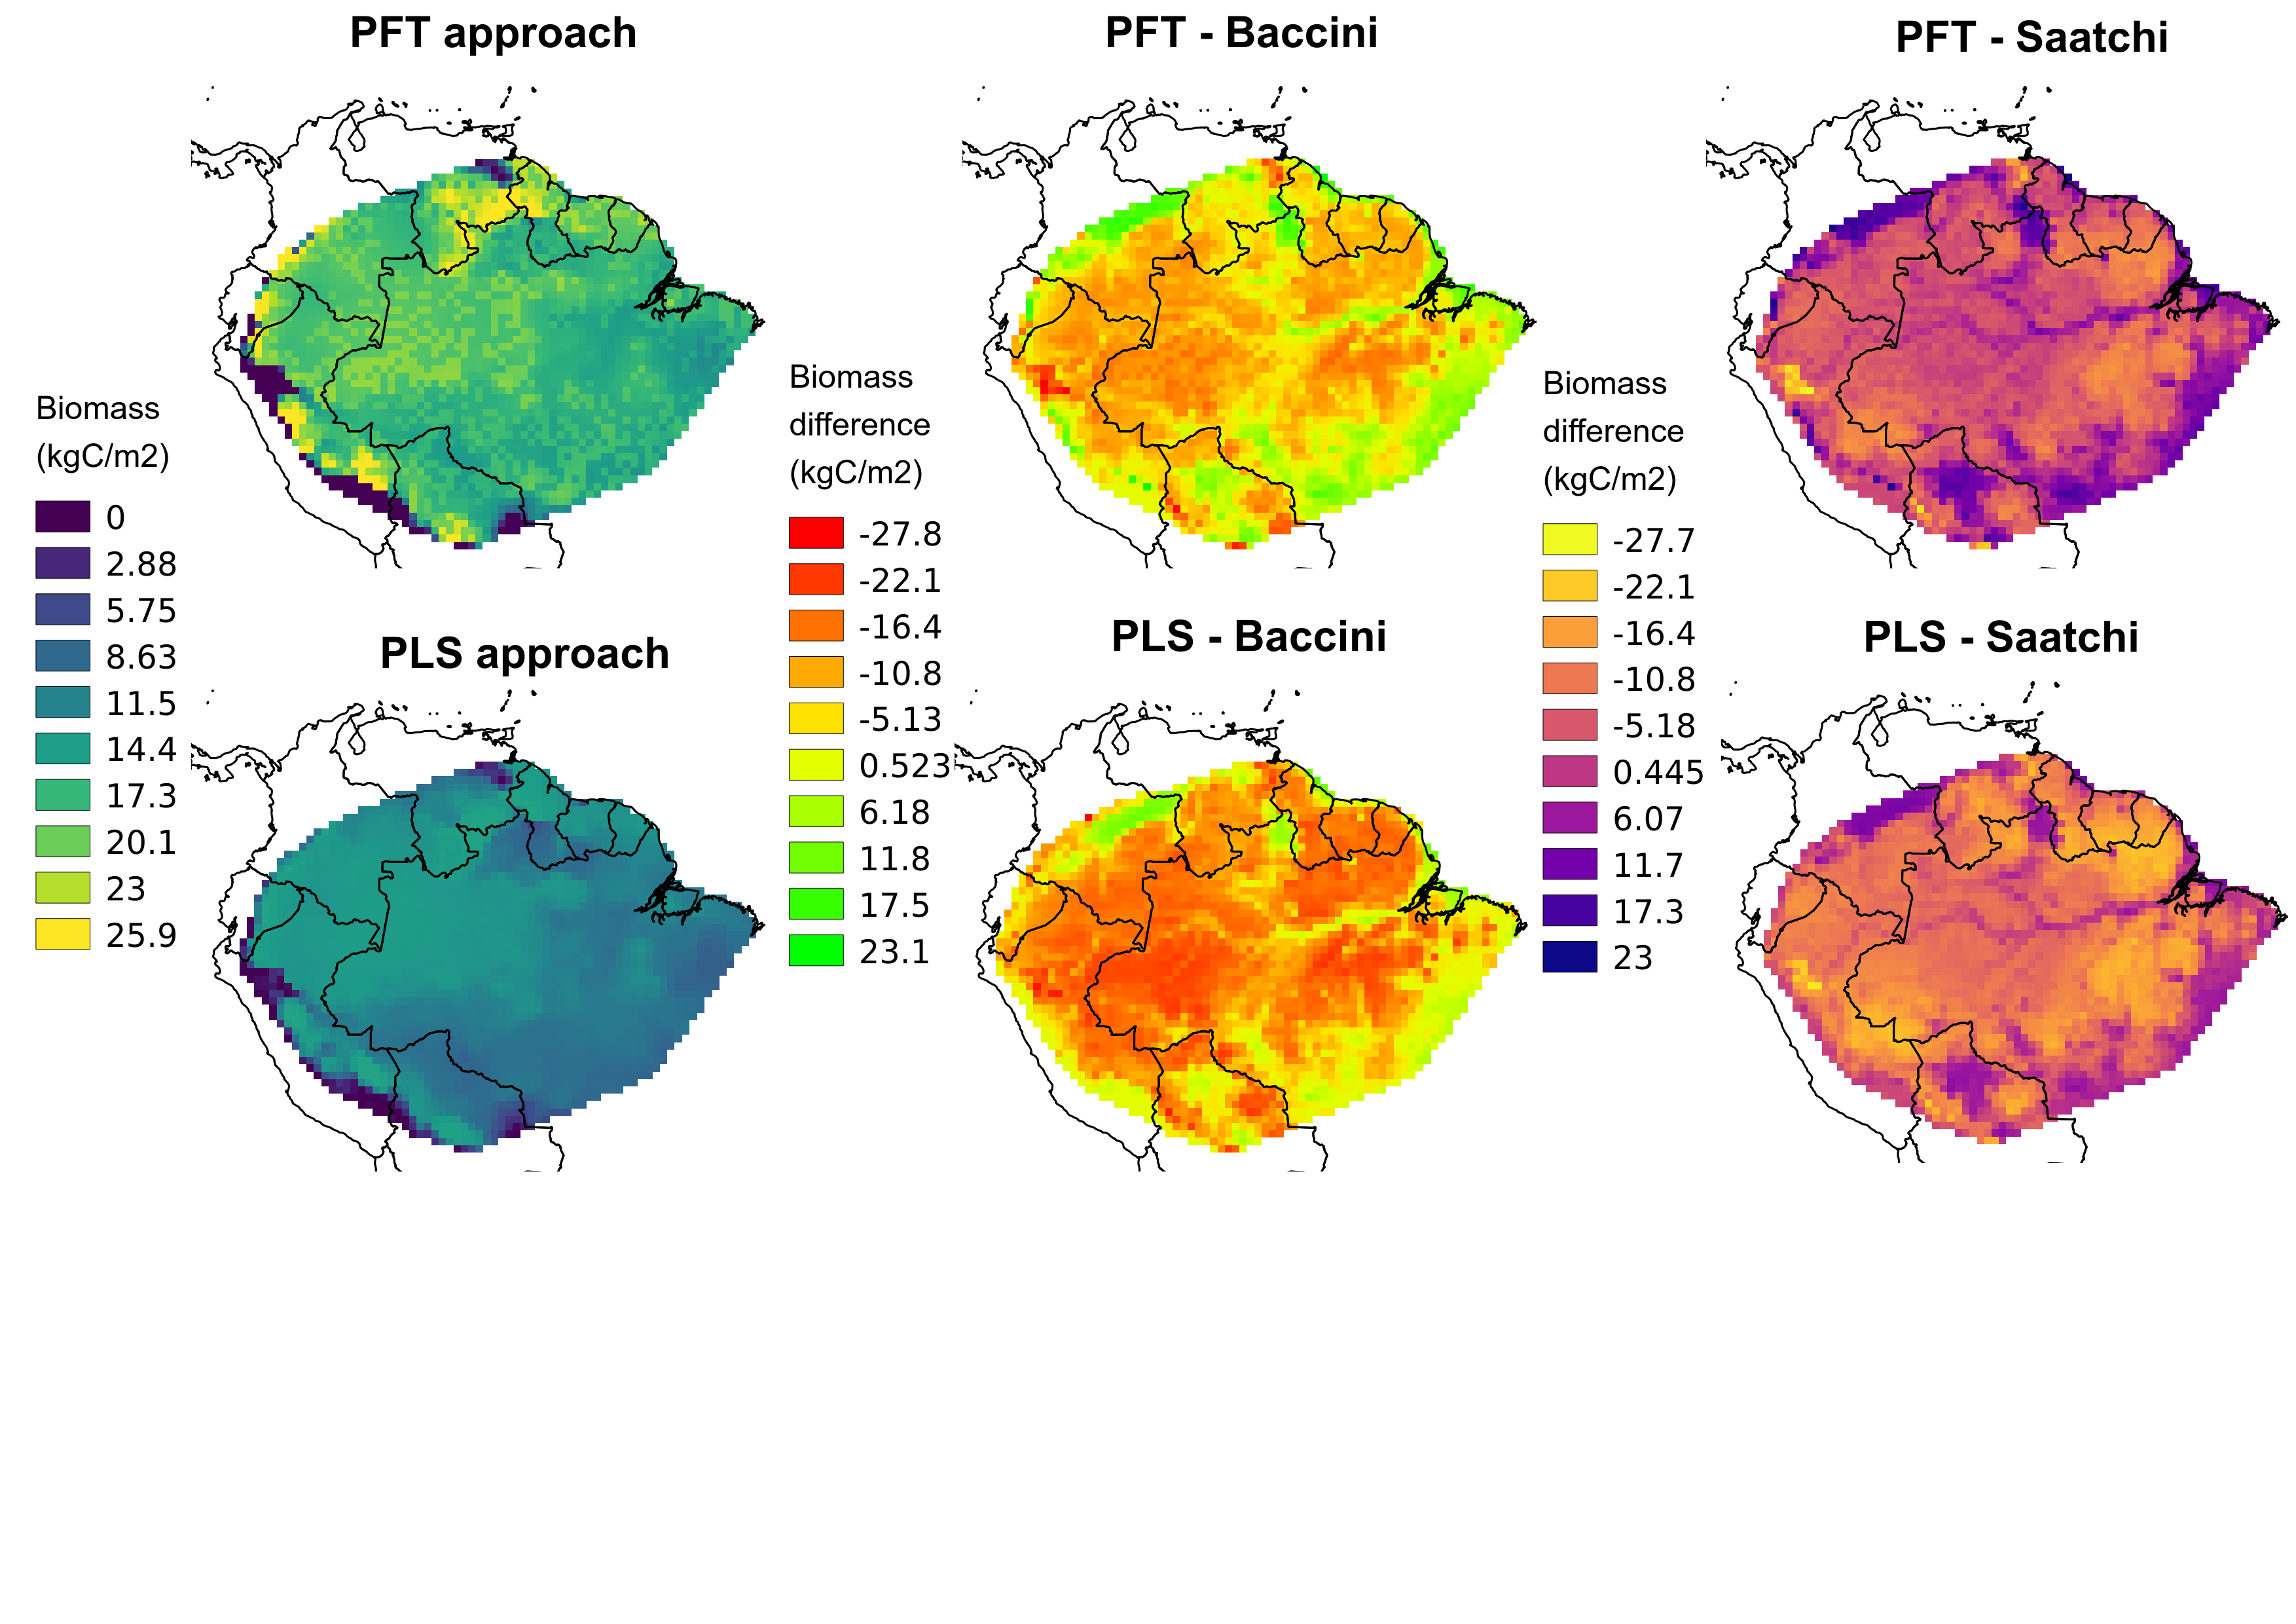 PFT approach
PFT - Baccini
PFT - Saatchi
Biomass
(kgC/m2)
0
2.88
5.75
8.63
11.5
14.4
17.3
20.1
23
25.9
Biomass
difference
(kgC/m2)
-27.8
-22.1
-16.4
-10.8
-5.13
0.523
6.18
11.8
17.5
23.1
Biomass
difference
(kgC/m2)
-27.7
-22.1
-16.4
-10.8
-5.18
0.445
6.07
11.7
17.3
23
PLS approach
PLS - Baccini
PLS - Saatchi